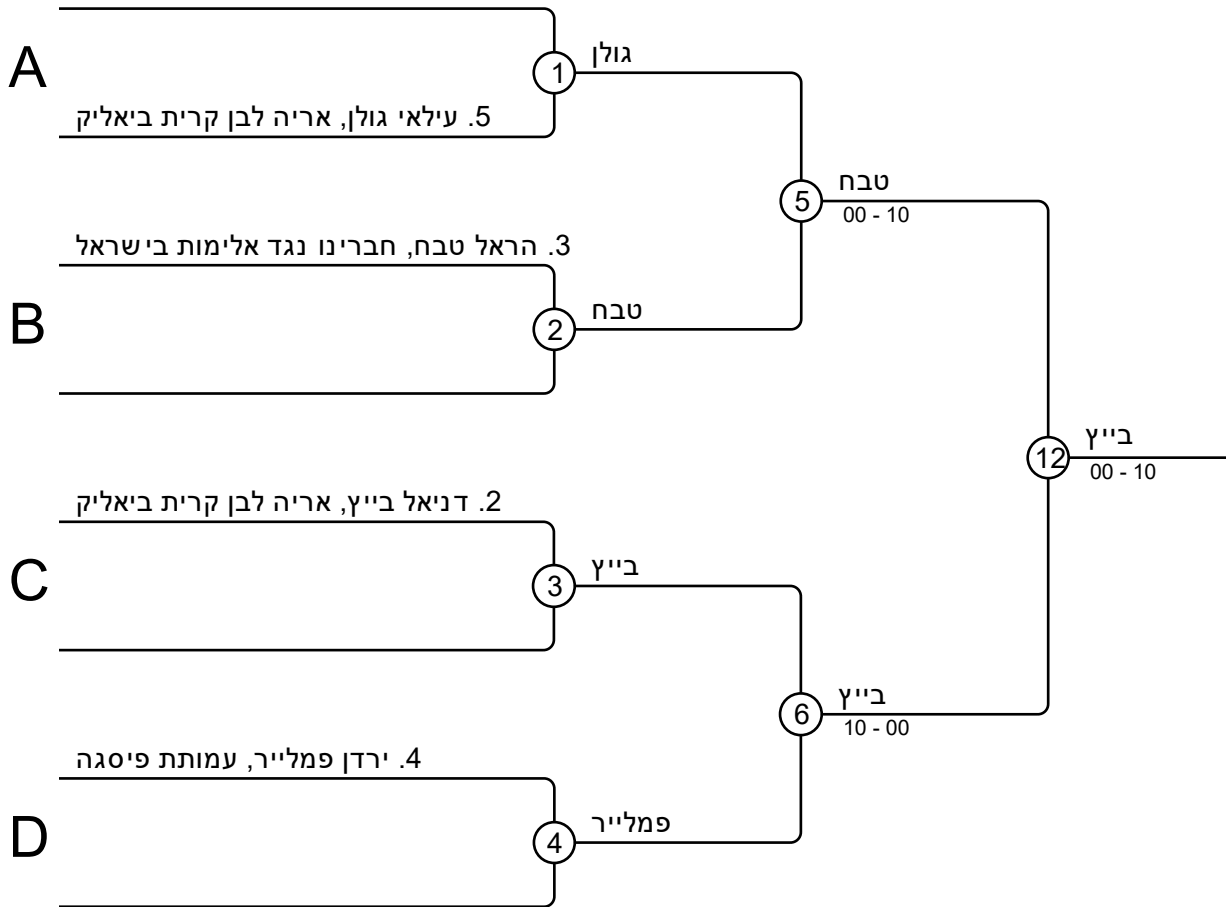 A
1
גולן
5. עילאי גולן, אריה לבן קרית ביאליק
5
טבח
00 - 10
3. הראל טבח, חברינו נגד אלימות בישראל
B
2
טבח
12
בייץ
00 - 10
2. דניאל בייץ, אריה לבן קרית ביאליק
C
3
בייץ
6
בייץ
10 - 00
4. ירדן פמלייר, עמותת פיסגה
D
4
פמלייר